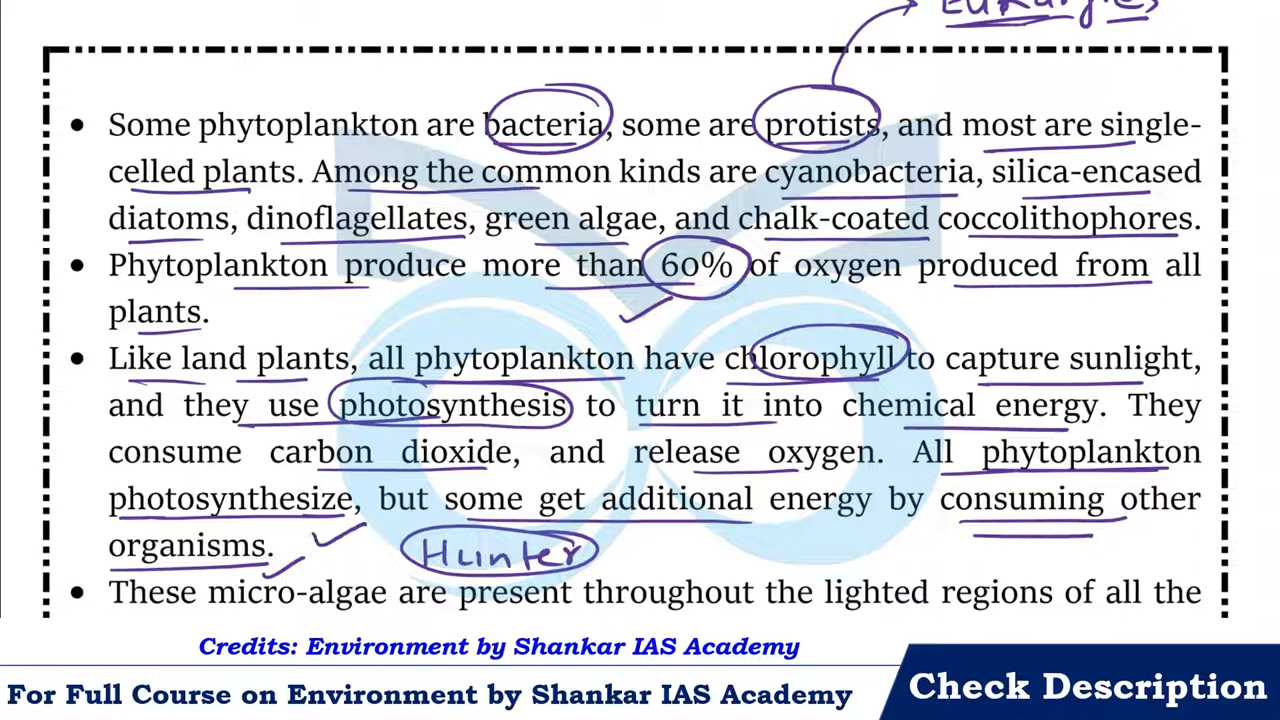 Eukaryotes
• Some phytoplankton are bacteria, some are protists, and most are single-
celled plants. Among the common kinds are cyanobacteria, silica-encased
diatoms, dinoflagellates, green algae, and chalk-coated coccolithophores.
• Phytoplankton produce more than 60% of oxygen produced from all
plants.
• Like land plants, all phytoplankton have chlorophyll to capture sunlight,
and they use photosynthesis to turn it into chemical energy. They
consume carbon dioxide, and release oxygen. All phytoplankton
photosynthesize, but some get additional energy by consuming other
organisms.
Hunter
• These micro-algae are present throughout the lighted regions of all the
Credits: Environment by Shankar IAS Academy
For Full Course on Environment by Shankar IAS Academy
Check Description